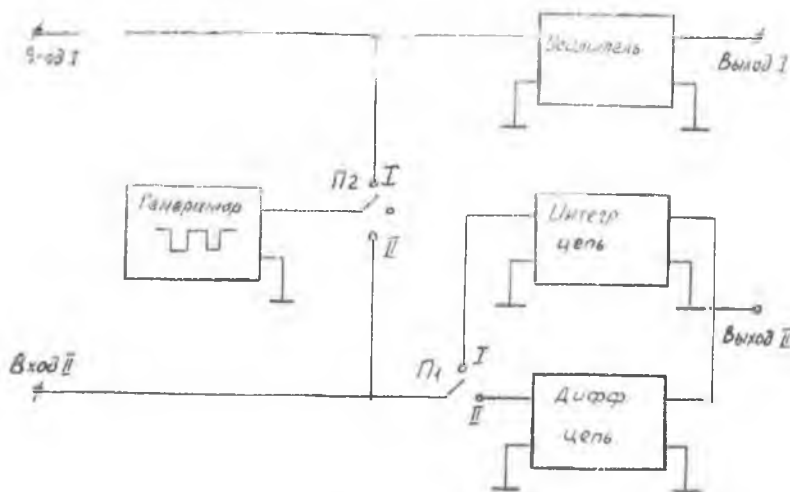 Усилитель
Вход I
Выход I
П2
I
Генератор
II
Интегр
цепь
Выход II
Вход II
П1
I
II
Дифф.
цепь.